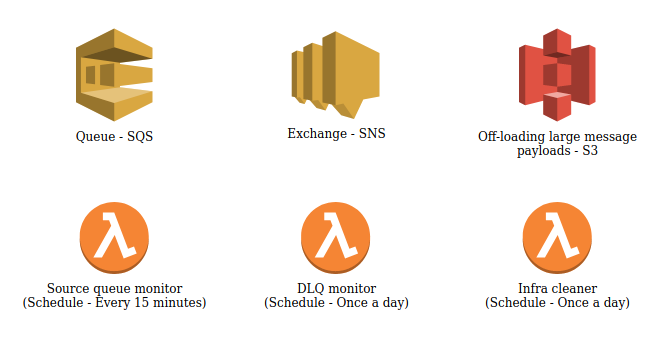 Queue - SQS
Exchange - SNS
Off-loading large message
payloads - S3
Source queue monitor
(Schedule - Every 15 minutes)
DLQ monitor
(Schedule - Once a day)
Infra cleaner
(Schedule - Once a day)